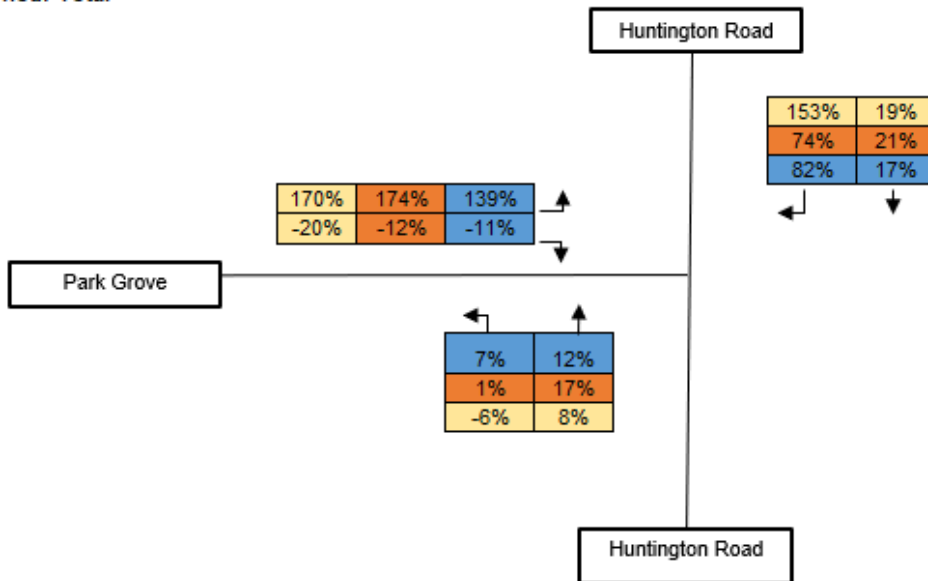 Total
Huntington Road
153% 19%
74% 21%
82% 17%
170% 174% 139%
-20% -12% -11%
Park Grove
7% 12%
1% 17%
-6% 8%
Huntington Road